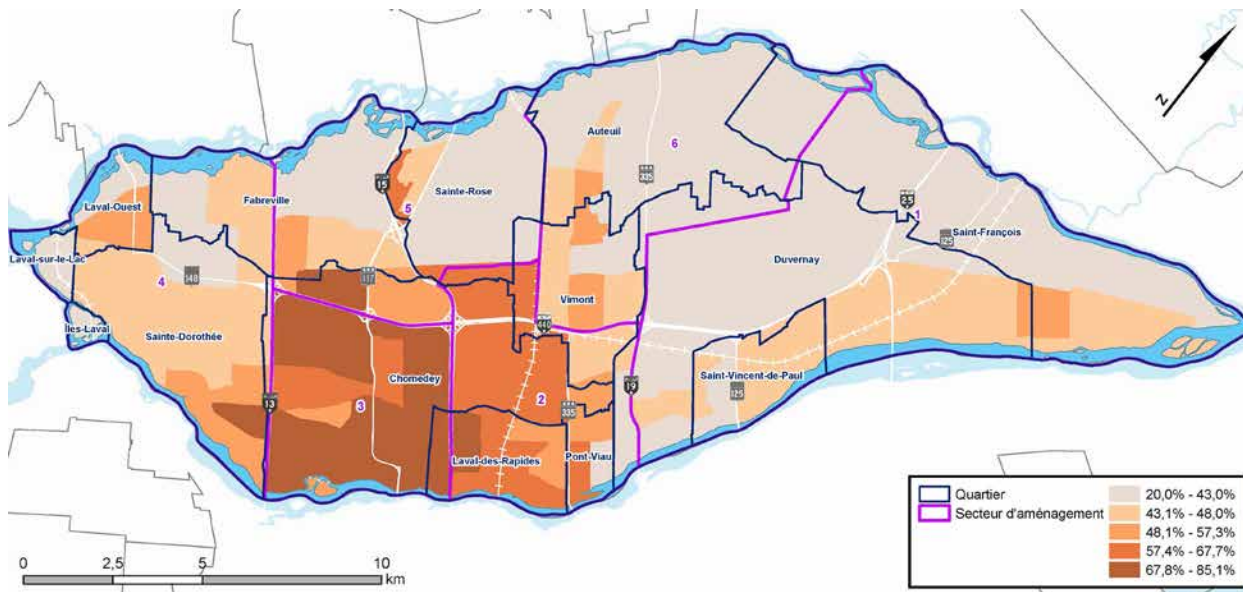 N
Auteuil
6
335
15
Sainte-Rose
Fabreville
Laval-Ouest
5
25
1
125
Saint-François
Laval-sur-le-Lac
4
148
117
Duvernay
Vimont
Îles-Laval
Sainte-Dorothée
440
Saint-Vincent-de-Paul
Chomedey
19
125
13
3
2
335
Laval-des-Rapides
Pont-Viau
Quartier
Secteur d'aménagement
20,0% - 43,0%
43,1% - 48,0%
48,1% - 57,3%
57,4% - 67,7%
67,8% - 85,1%
0 2,5 5 10
km